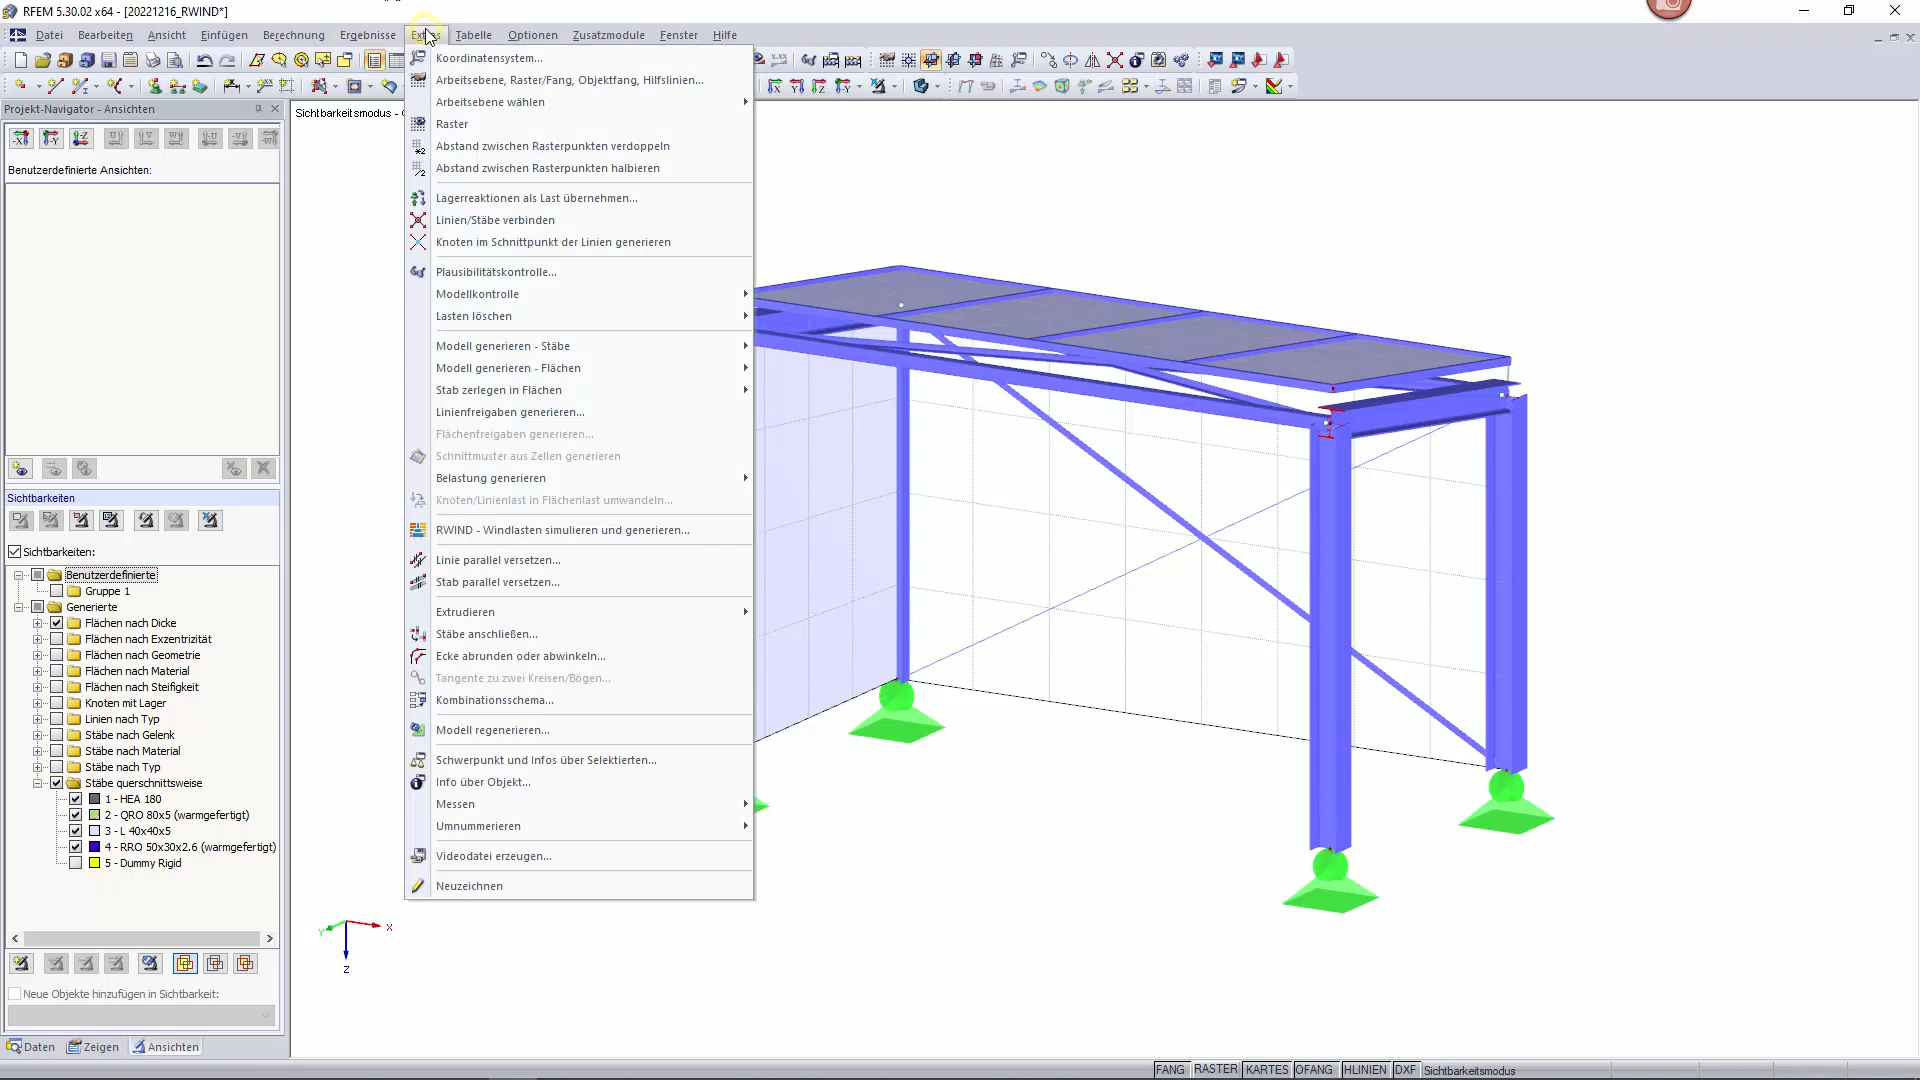 RFEM 5.30.02 x64 - [20221216_RWIND*]
Datei Bearbeiten Ansicht Einfügen Berechnung Ergebnisse Tabelle Optionen Zusatzmodule Fenster Hilfe
Projekt-Navigator - Ansichten
Benutzerdefinierte Ansichten:
Sichtbarkeiten
Sichtbarkeiten:
Benutzerdefinierte
Gruppe 1
Generierte
Flächen nach Dicke
Flächen nach Exzentrizität
Flächen nach Geometrie
Flächen nach Material
Flächen nach Steifigkeit
Knoten mit Lager
Linien nach Typ
Stäbe nach Gelenk
Stäbe nach Material
Stäbe nach Typ
Stäbe querschnittsweise
1 - HEA 180
2 - QRO 80x5 (warmgefertigt)
3 - L 40x40x5
4 - RRO 50x30x2.6 (warmgefertigt)
5 - Dummy Rigid
Neue Objekte hinzufügen in Sichtbarkeit:
Daten Zeigen Ansichten
Sichtbarkeitsmodus -
Koordinatensystem...
Arbeitsebene, Raster/Fang, Objektfang, Hilfslinien...
Arbeitsebene wählen
Raster
Abstand zwischen Rasterpunkten verdoppeln
Abstand zwischen Rasterpunkten halbieren
Lagerreaktionen als Last übernehmen...
Linien/Stäbe verbinden
Knoten im Schnittpunkt der Linien generieren
Plausibilitätskontrolle...
Modellkontrolle
Lasten löschen
Modell generieren - Stäbe
Modell generieren - Flächen
Stab zerlegen in Flächen
Linienfreigaben generieren...
Flächenfreigaben generieren...
Schnittmuster aus Zellen generieren
Belastung generieren
Knoten/Linienlast in Flächenlast umwandeln...
RWIND - Windlasten simulieren und generieren...
Linie parallel versetzen...
Stab parallel versetzen...
Extrudieren
Stäbe anschließen...
Ecke abrunden oder abwinkeln...
Tangente zu zwei Kreisen/Bögen...
Kombinationsschema...
Modell regenerieren...
Schwerpunkt und Infos über Selektierten...
Info über Objekt...
Messen
Umnummerieren
Videodatei erzeugen...
Neuzeichnen
Y X
Z
FANG RASTER KARTES OFANG HLINIEN DXF Sichtbarkeitsmodus